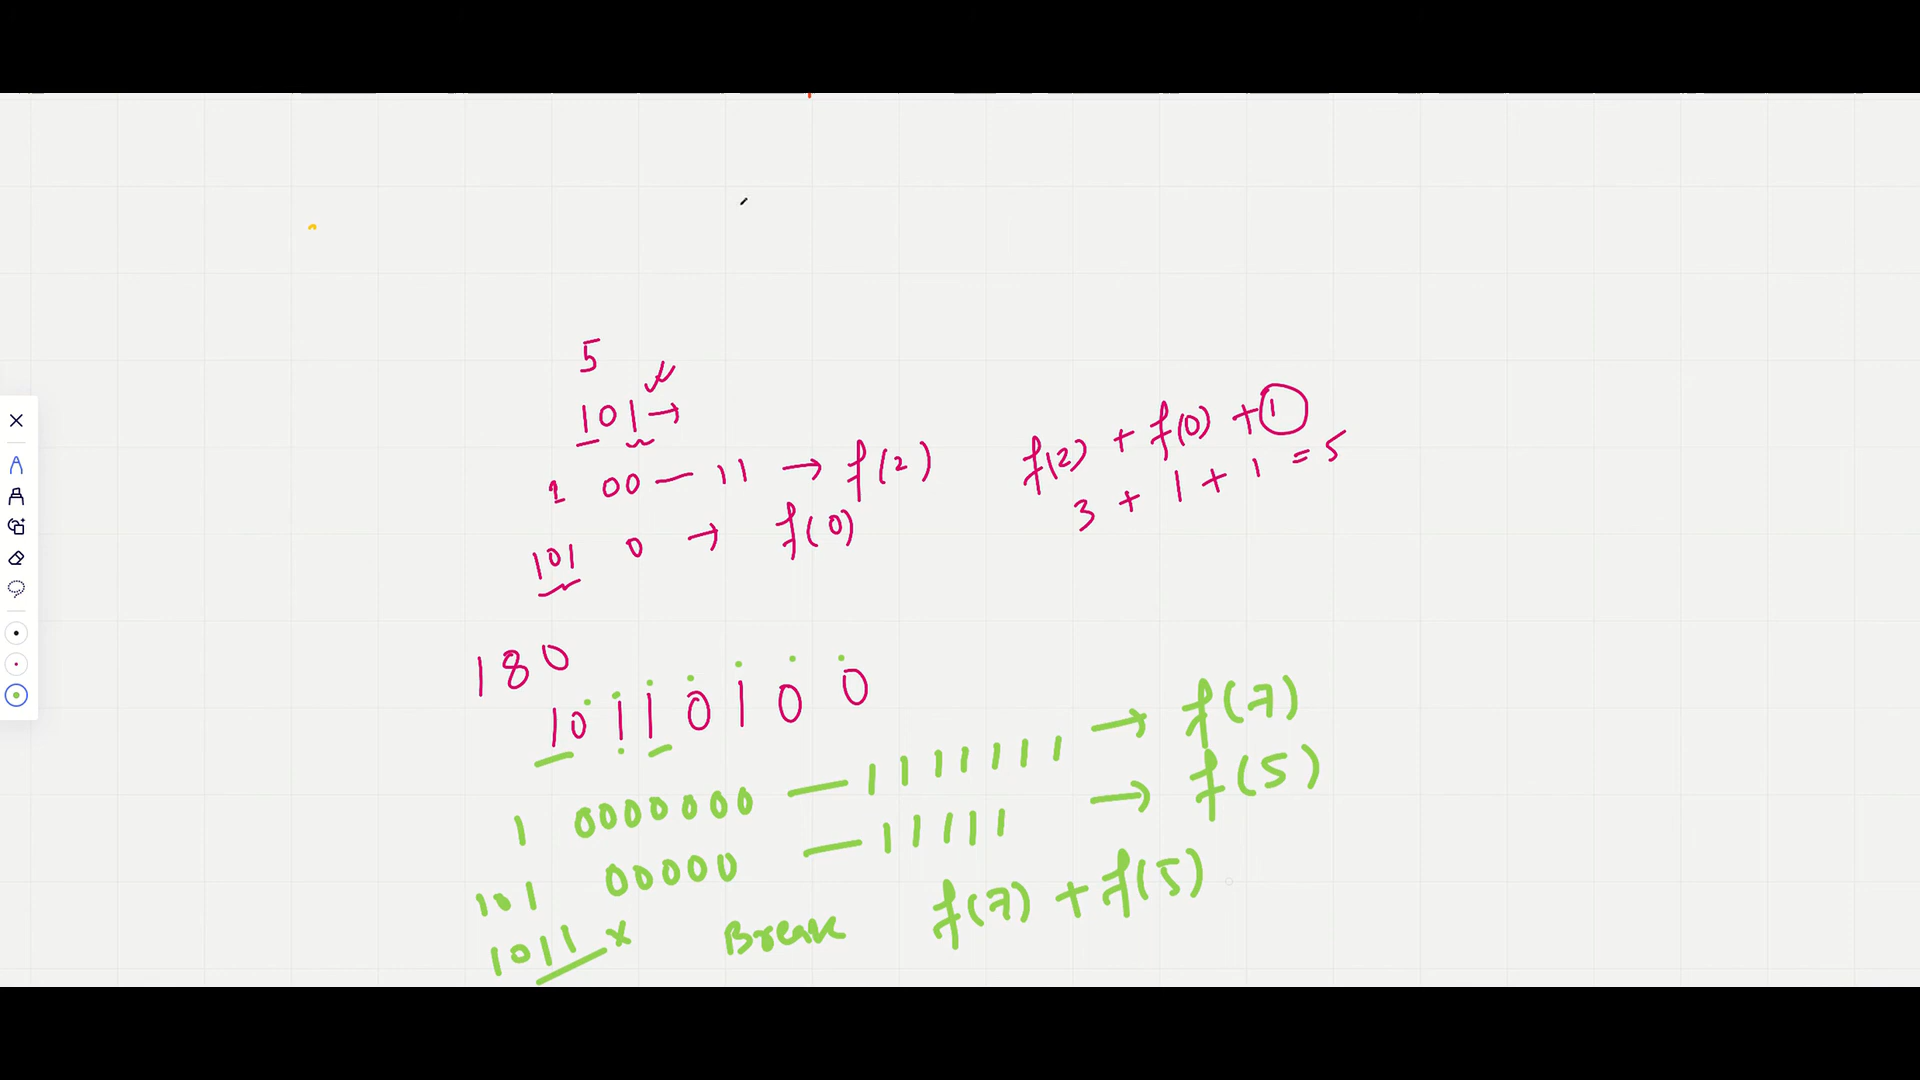 5
101 →
1 00 — 11 → f(2)
101 0 → f(0)
f(2) + f(0) + 1
3 + 1 + 1 = 5
180
10110100
1 0000000 — 1111111 → f(7)
101 00000 — 11111 → f(5)
1011 x Break f(7) + f(5)